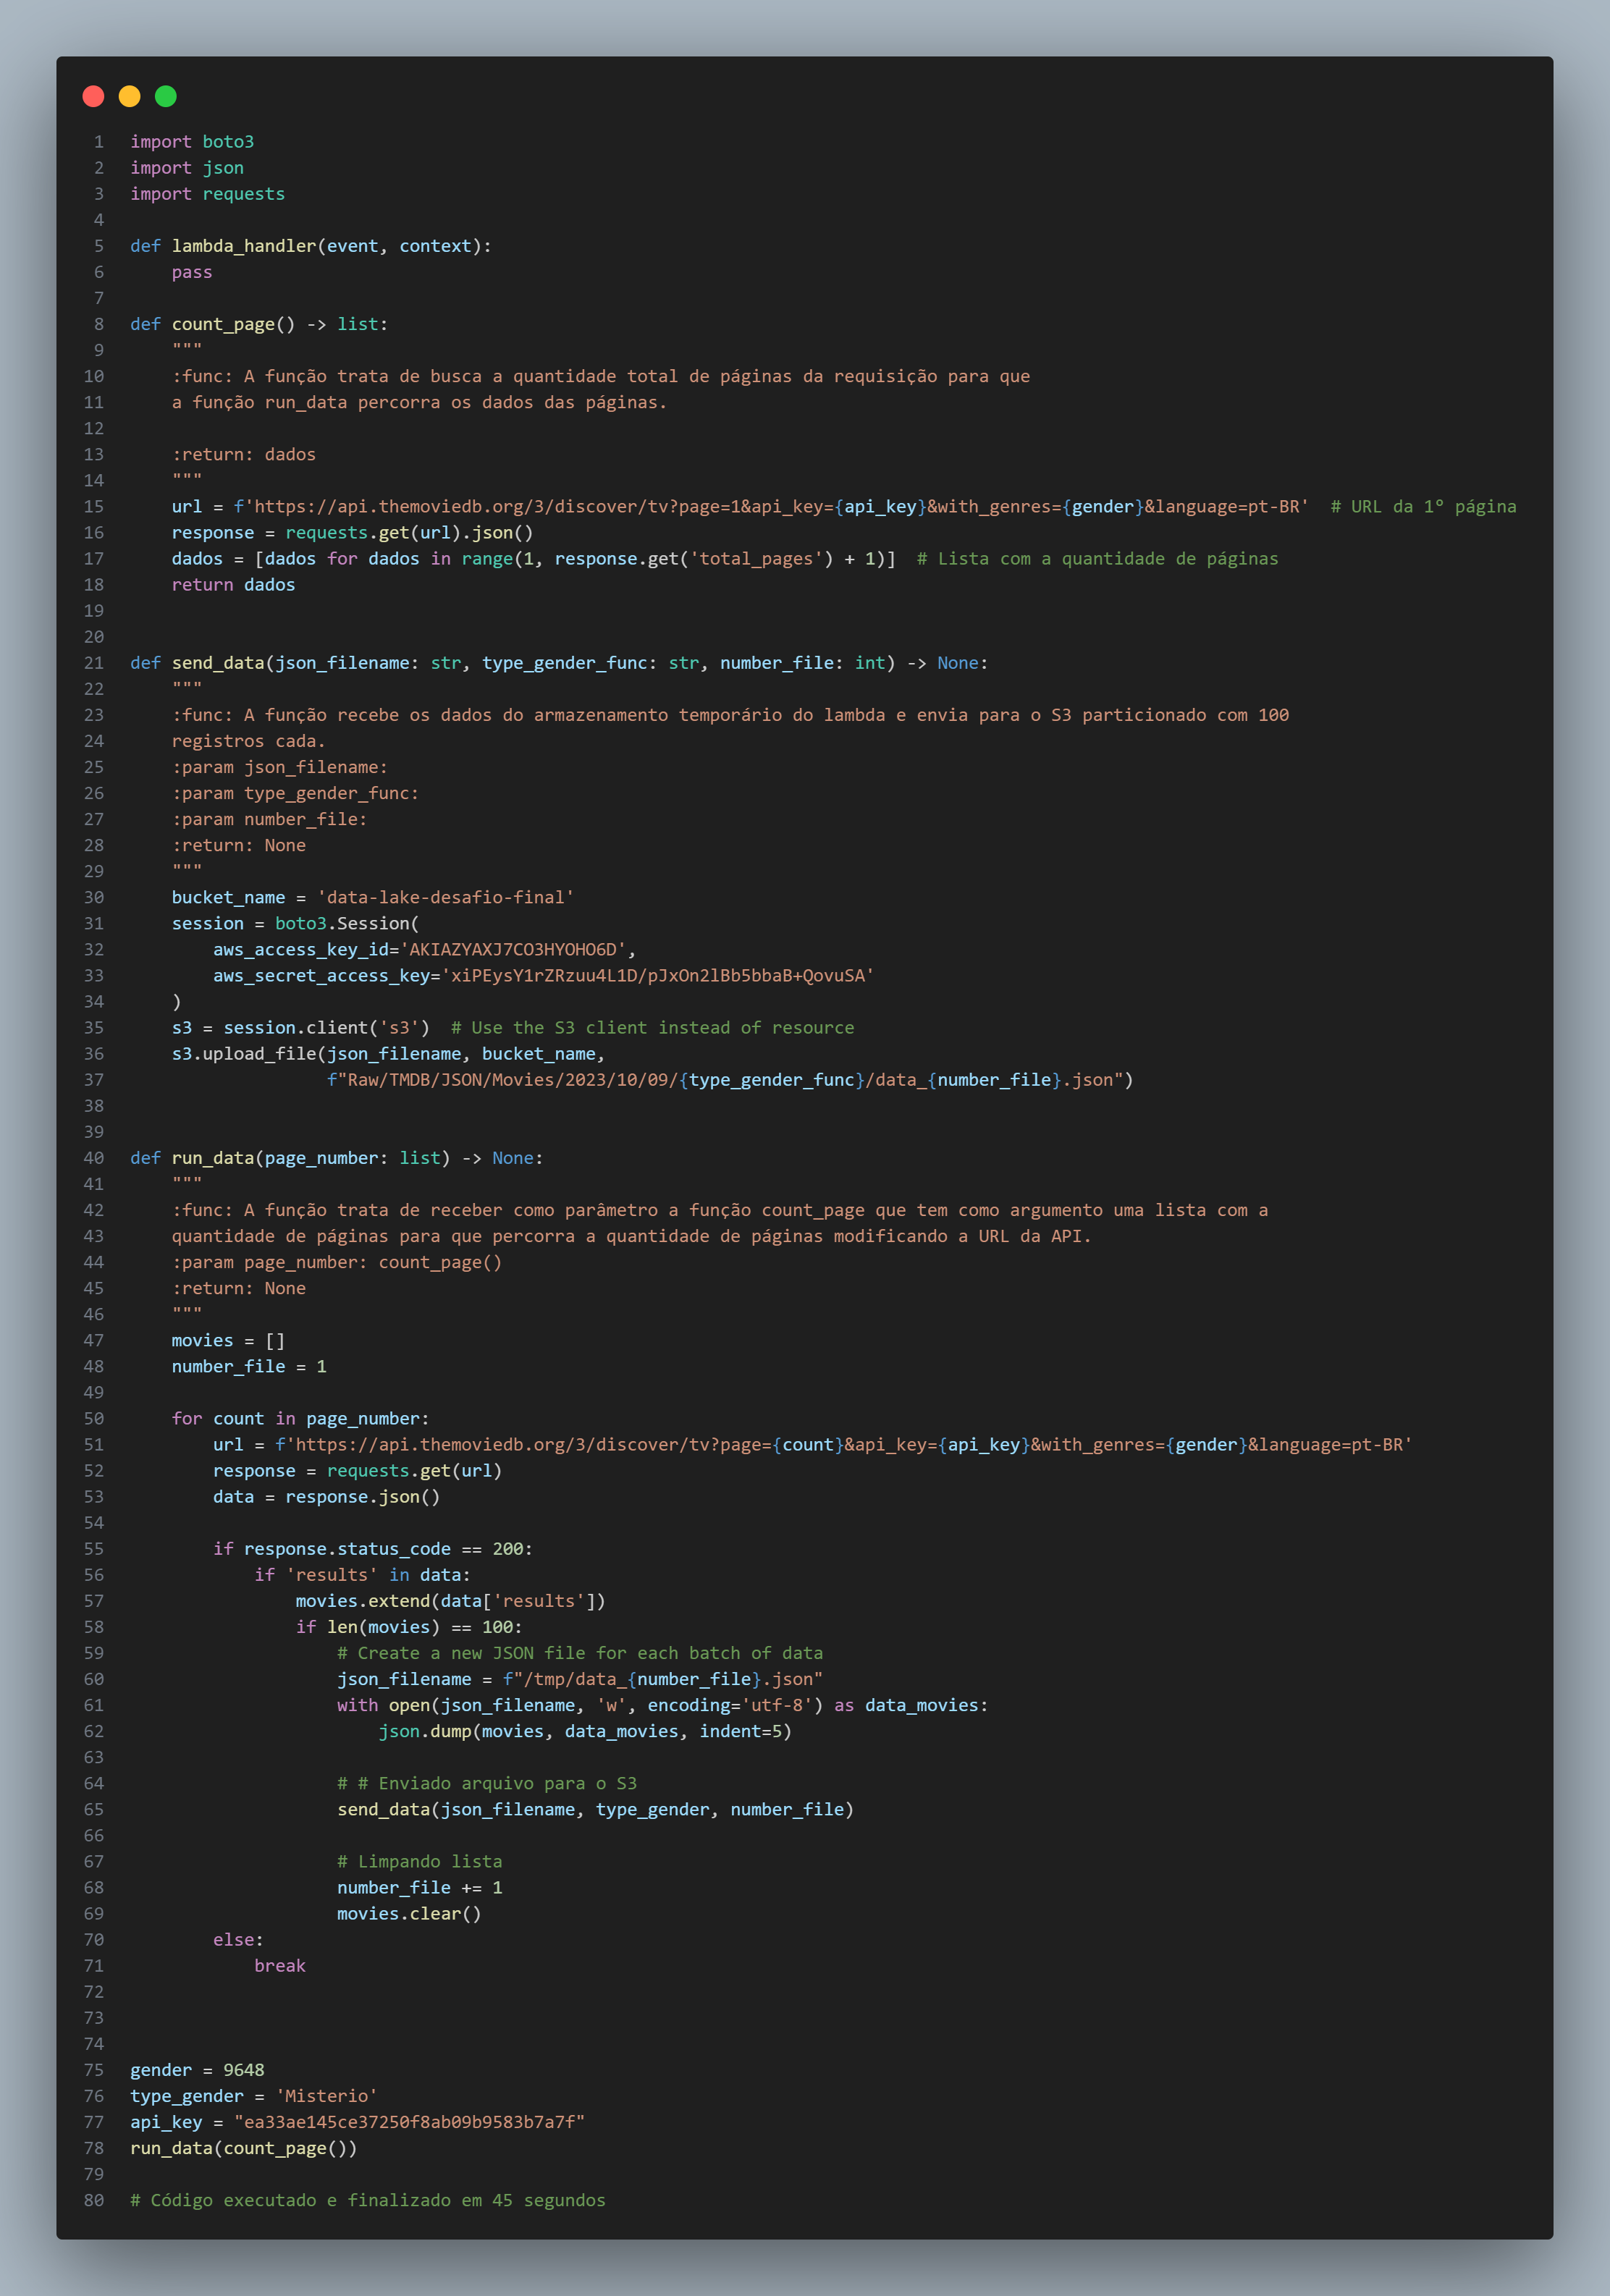 1 import boto3
2 import json
3 import requests
4
5 def lambda_handler(event, context):
6     pass
7
8 def count_page() -> list:
9     """
10     :func: A função trata de busca a quantidade total de páginas da requisição para que
11     a função run_data percorra os dados das páginas.
12
13     :return: dados
14     """
15     url = f'https://api.themoviedb.org/3/discover/tv?page=1&api_key={api_key}&with_genres={gender}&language=pt-BR'  # URL da 1º página
16     response = requests.get(url).json()
17     dados = [dados for dados in range(1, response.get('total_pages') + 1)]  # Lista com a quantidade de páginas
18     return dados
19
20
21 def send_data(json_filename: str, type_gender_func: str, number_file: int) -> None:
22     """
23     :func: A função recebe os dados do armazenamento temporário do lambda e envia para o S3 particionado com 100
24     registros cada.
25     :param json_filename:
26     :param type_gender_func:
27     :param number_file:
28     :return: None
29     """
30     bucket_name = 'data-lake-desafio-final'
31     session = boto3.Session(
32         aws_access_key_id='AKIAZYAXJ7CO3HYOHO6D',
33         aws_secret_access_key='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'
34     )
35     s3 = session.client('s3')  # Use the S3 client instead of resource
36     s3.upload_file(json_filename, bucket_name,
37                    f"Raw/TMDB/JSON/Movies/2023/10/09/{type_gender_func}/data_{number_file}.json")
38
39
40 def run_data(page_number: list) -> None:
41     """
42     :func: A função trata de receber como parâmetro a função count_page que tem como argumento uma lista com a
43     quantidade de páginas para que percorra a quantidade de páginas modificando a URL da API.
44     :param page_number: count_page()
45     :return: None
46     """
47     movies = []
48     number_file = 1
49
50     for count in page_number:
51         url = f'https://api.themoviedb.org/3/discover/tv?page={count}&api_key={api_key}&with_genres={gender}&language=pt-BR'
52         response = requests.get(url)
53         data = response.json()
54
55         if response.status_code == 200:
56             if 'results' in data:
57                 movies.extend(data['results'])
58                 if len(movies) == 100:
59                     # Create a new JSON file for each batch of data
60                     json_filename = f"/tmp/data_{number_file}.json"
61                     with open(json_filename, 'w', encoding='utf-8') as data_movies:
62                         json.dump(movies, data_movies, indent=5)
63
64                     # # Enviado arquivo para o S3
65                     send_data(json_filename, type_gender, number_file)
66
67                     # Limpando lista
68                     number_file += 1
69                     movies.clear()
70         else:
71             break
72
73
74
75 gender = 9648
76 type_gender = 'Misterio'
77 api_key = "ea33ae145ce37250f8ab09b9583b7a7f"
78 run_data(count_page())
79
80 # Código executado e finalizado em 45 segundos